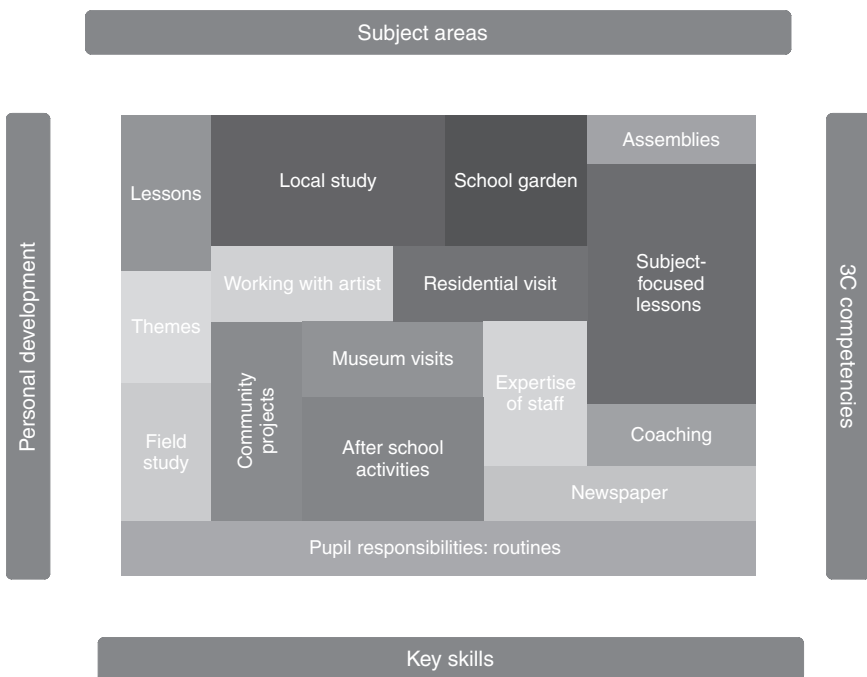 Subject areas
Personal development
Lessons
Local study
School garden
Assemblies
Subject-
focused
lessons
Working with artist
Residential visit
Themes
Museum visits
Expertise
of staff
Community
projects
Field
study
After school
activities
Coaching
Newspaper
Pupil responsibilities: routines
3C competencies
Key skills